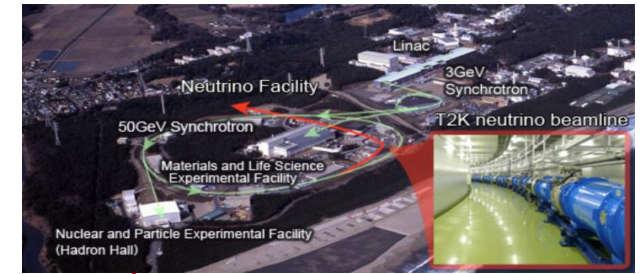 Linac
3GeV
Synchrotron
Neutrino Facility
T2K neutrino beamline
50GeV Synchrotron
Materials and Life Science
Experimental Facility
Nuclear and Particle Experimental Facility
(Hadron Hall)